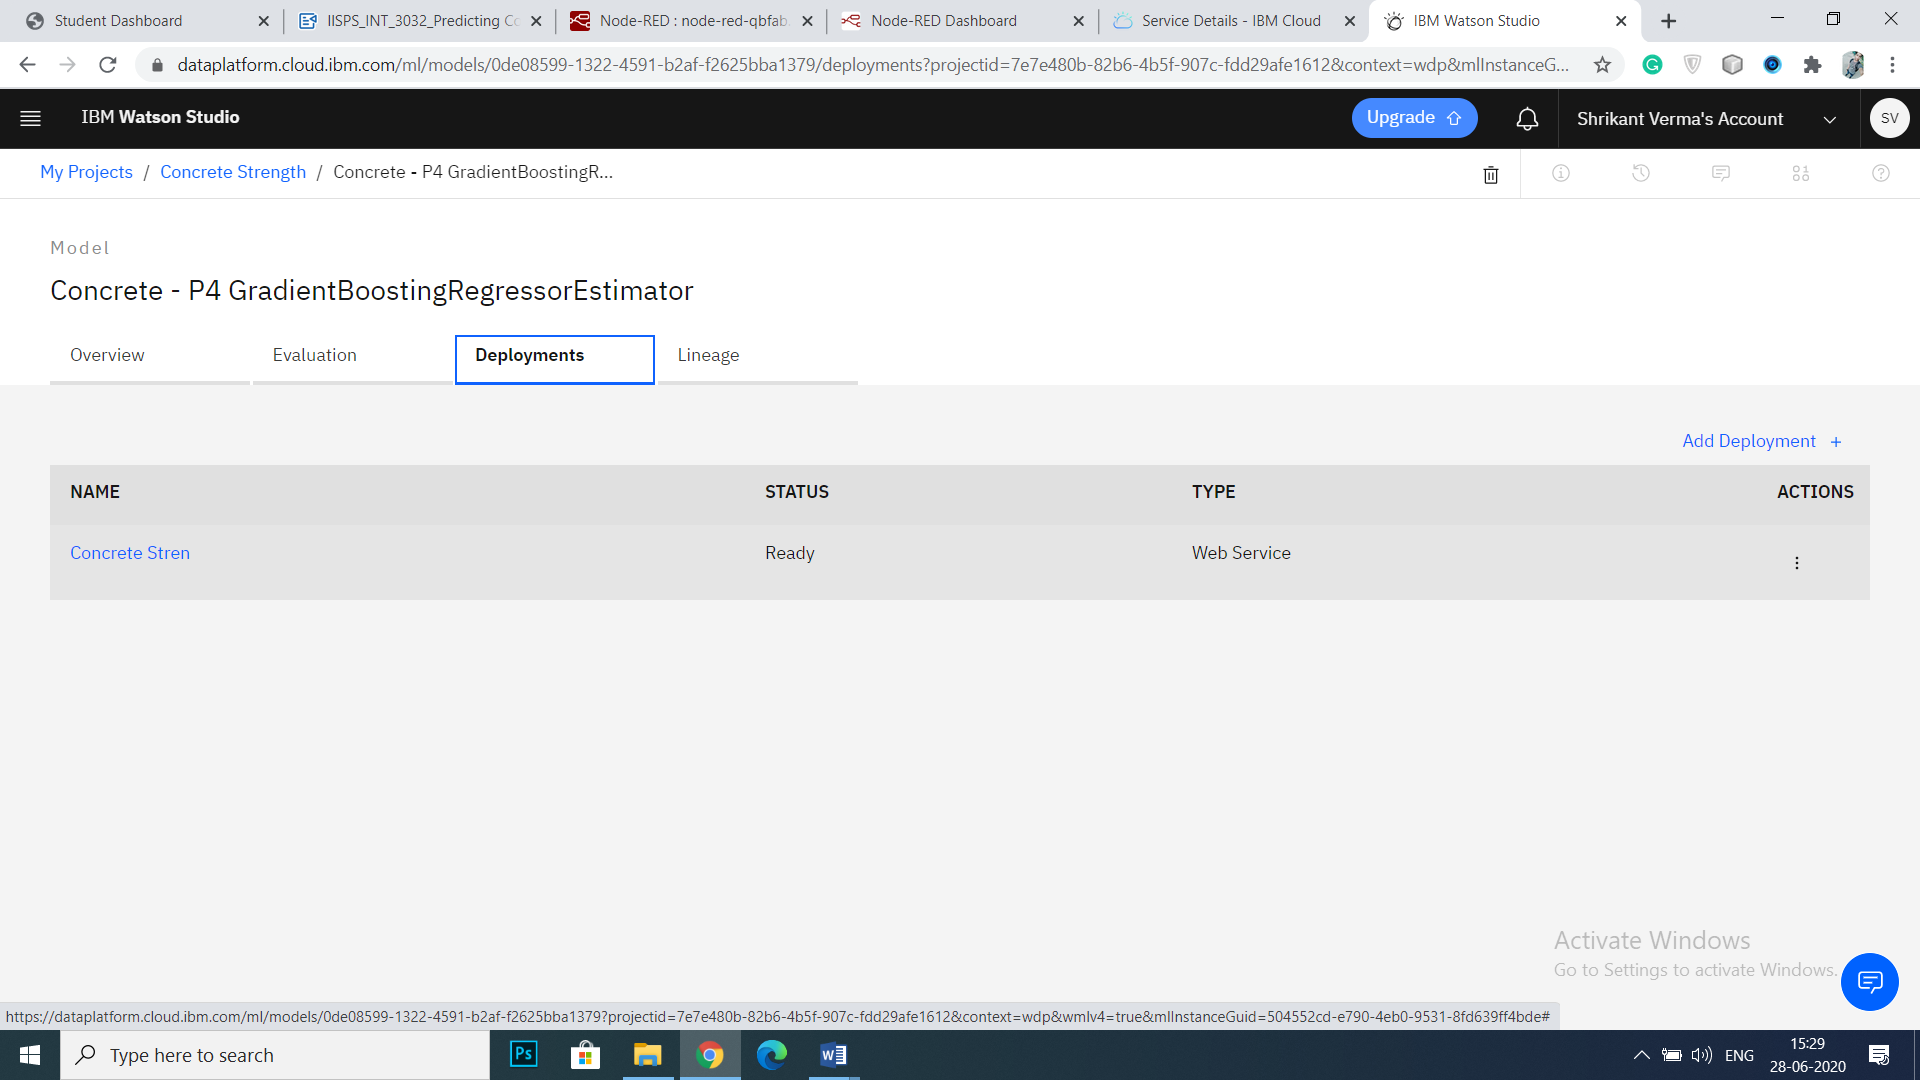 Student Dashboard
IISPS_INT_3032_Predicting Co
Node-RED : node-red-qbfab
Node-RED Dashboard
Service Details - IBM Cloud
IBM Watson Studio
dataplatform.cloud.ibm.com/ml/models/0de08599-1322-4591-b2af-f2625bba1379/deployments?projectid=7e7e480b-82b6-4b5f-907c-fdd29afe1612&context=wdp&mlInstanceG...
IBM Watson Studio
Upgrade
Shrikant Verma's Account
SV
My Projects / Concrete Strength / Concrete - P4 GradientBoostingR...
Model
Concrete - P4 GradientBoostingRegressorEstimator
Overview
Evaluation
Deployments
Lineage
Add Deployment +
NAME STATUS TYPE ACTIONS
Concrete Stren Ready Web Service
Activate Windows
Go to Settings to activate Windows.
https://dataplatform.cloud.ibm.com/ml/models/0de08599-1322-4591-b2af-f2625bba1379?projectid=7e7e480b-82b6-4b5f-907c-fdd29afe1612&context=wdp&wmlv4=true&mlInstanceGuid=504552cd-e790-4eb0-9531-8fd639ff4bde#
Type here to search
Ps
ENG
15:29
28-06-2020